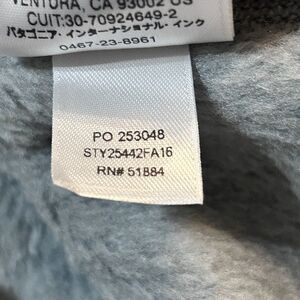 VENTURA, CA 93002 US
CUIT:30-70924649-2
パタゴニア・インターナショナル・インク
0467-23-8961
PO 253048
STY25442FA16
RN# 51884